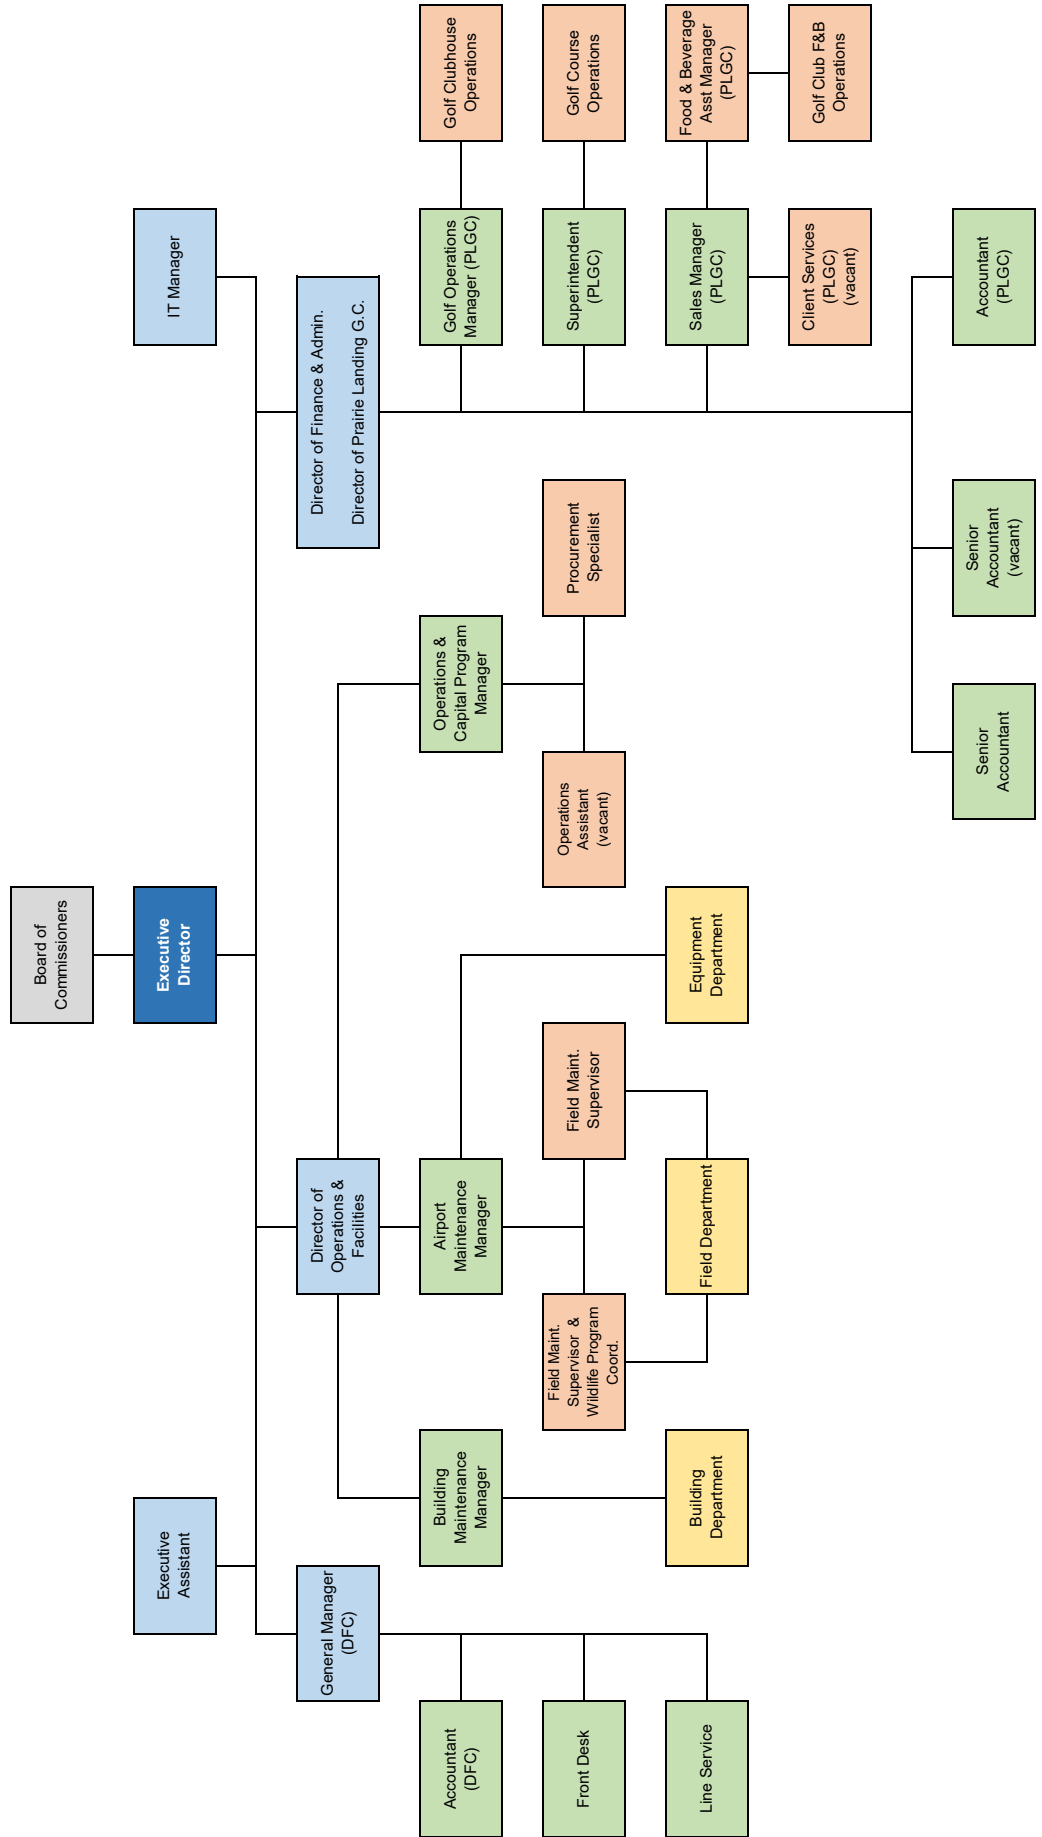 Board of
Commissioners
Executive
Director
Executive
Assistant
IT Manager
General Manager
(DFC)
Director of
Operations &
Facilities
Director of Finance & Admin.
Director of Prairie Landing G.C.
Accountant
(DFC)
Building
Maintenance
Manager
Airport
Maintenance
Manager
Operations &
Capital Program
Manager
Golf Operations
Manager (PLGC)
Golf Clubhouse
Operations
Front Desk
Field Maint.
Supervisor &
Wildlife Program
Coord.
Field Maint.
Supervisor
Operations
Assistant
(vacant)
Procurement
Specialist
Superintendent
(PLGC)
Golf Course
Operations
Line Service
Building
Department
Field Department
Equipment
Department
Sales Manager
(PLGC)
Food & Beverage
Asst Manager
(PLGC)
Client Services
(PLGC)
(vacant)
Golf Club F&B
Operations
Senior
Accountant
Senior
Accountant
(vacant)
Accountant
(PLGC)